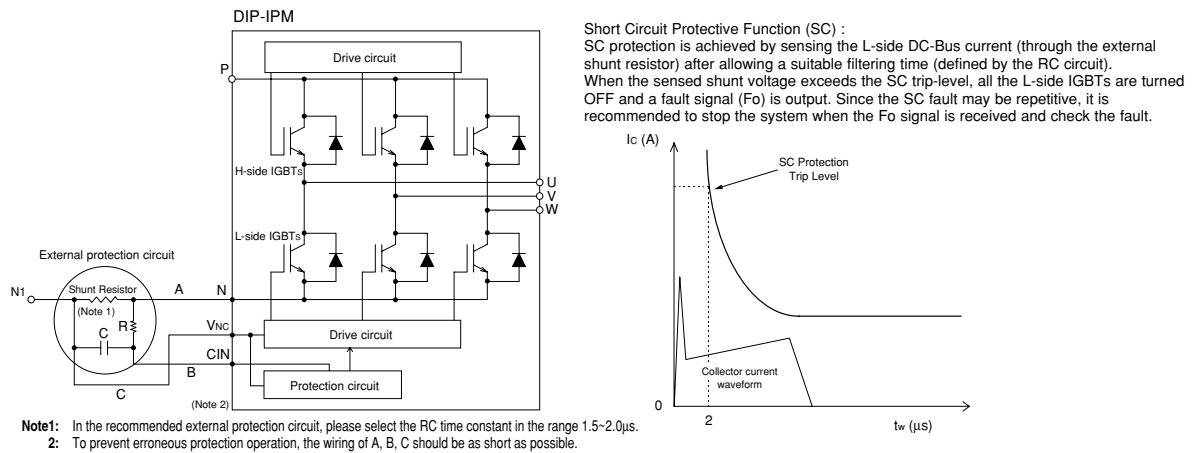 DIP-IPM
Drive circuit
P
H-side IGBTs
U
V
W
L-side IGBTs
External protection circuit
N1
Shunt Resistor
(Note 1)
A
N
R
C
VNC
Drive circuit
CIN
B
C
Protection circuit
(Note 2)
Short Circuit Protective Function (SC) :
SC protection is achieved by sensing the L-side DC-Bus current (through the external
shunt resistor) after allowing a suitable filtering time (defined by the RC circuit).
When the sensed shunt voltage exceeds the SC trip-level, all the L-side IGBTs are turned
OFF and a fault signal (Fo) is output. Since the SC fault may be repetitive, it is
recommended to stop the system when the Fo signal is received and check the fault.
IC (A)
SC Protection
Trip Level
Collector current
waveform
0
2
tw (μs)
Note1: In the recommended external protection circuit, please select the RC time constant in the range 1.5~2.0μs.
2: To prevent erroneous protection operation, the wiring of A, B, C should be as short as possible.